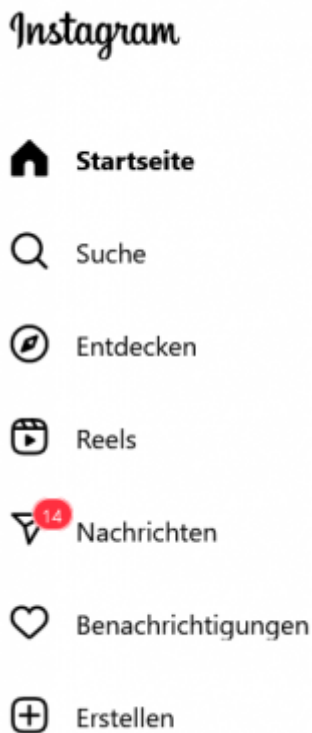 Instagram
Startseite
Suche
Entdecken
Reels
14
Nachrichten
Benachrichtigungen
Erstellen